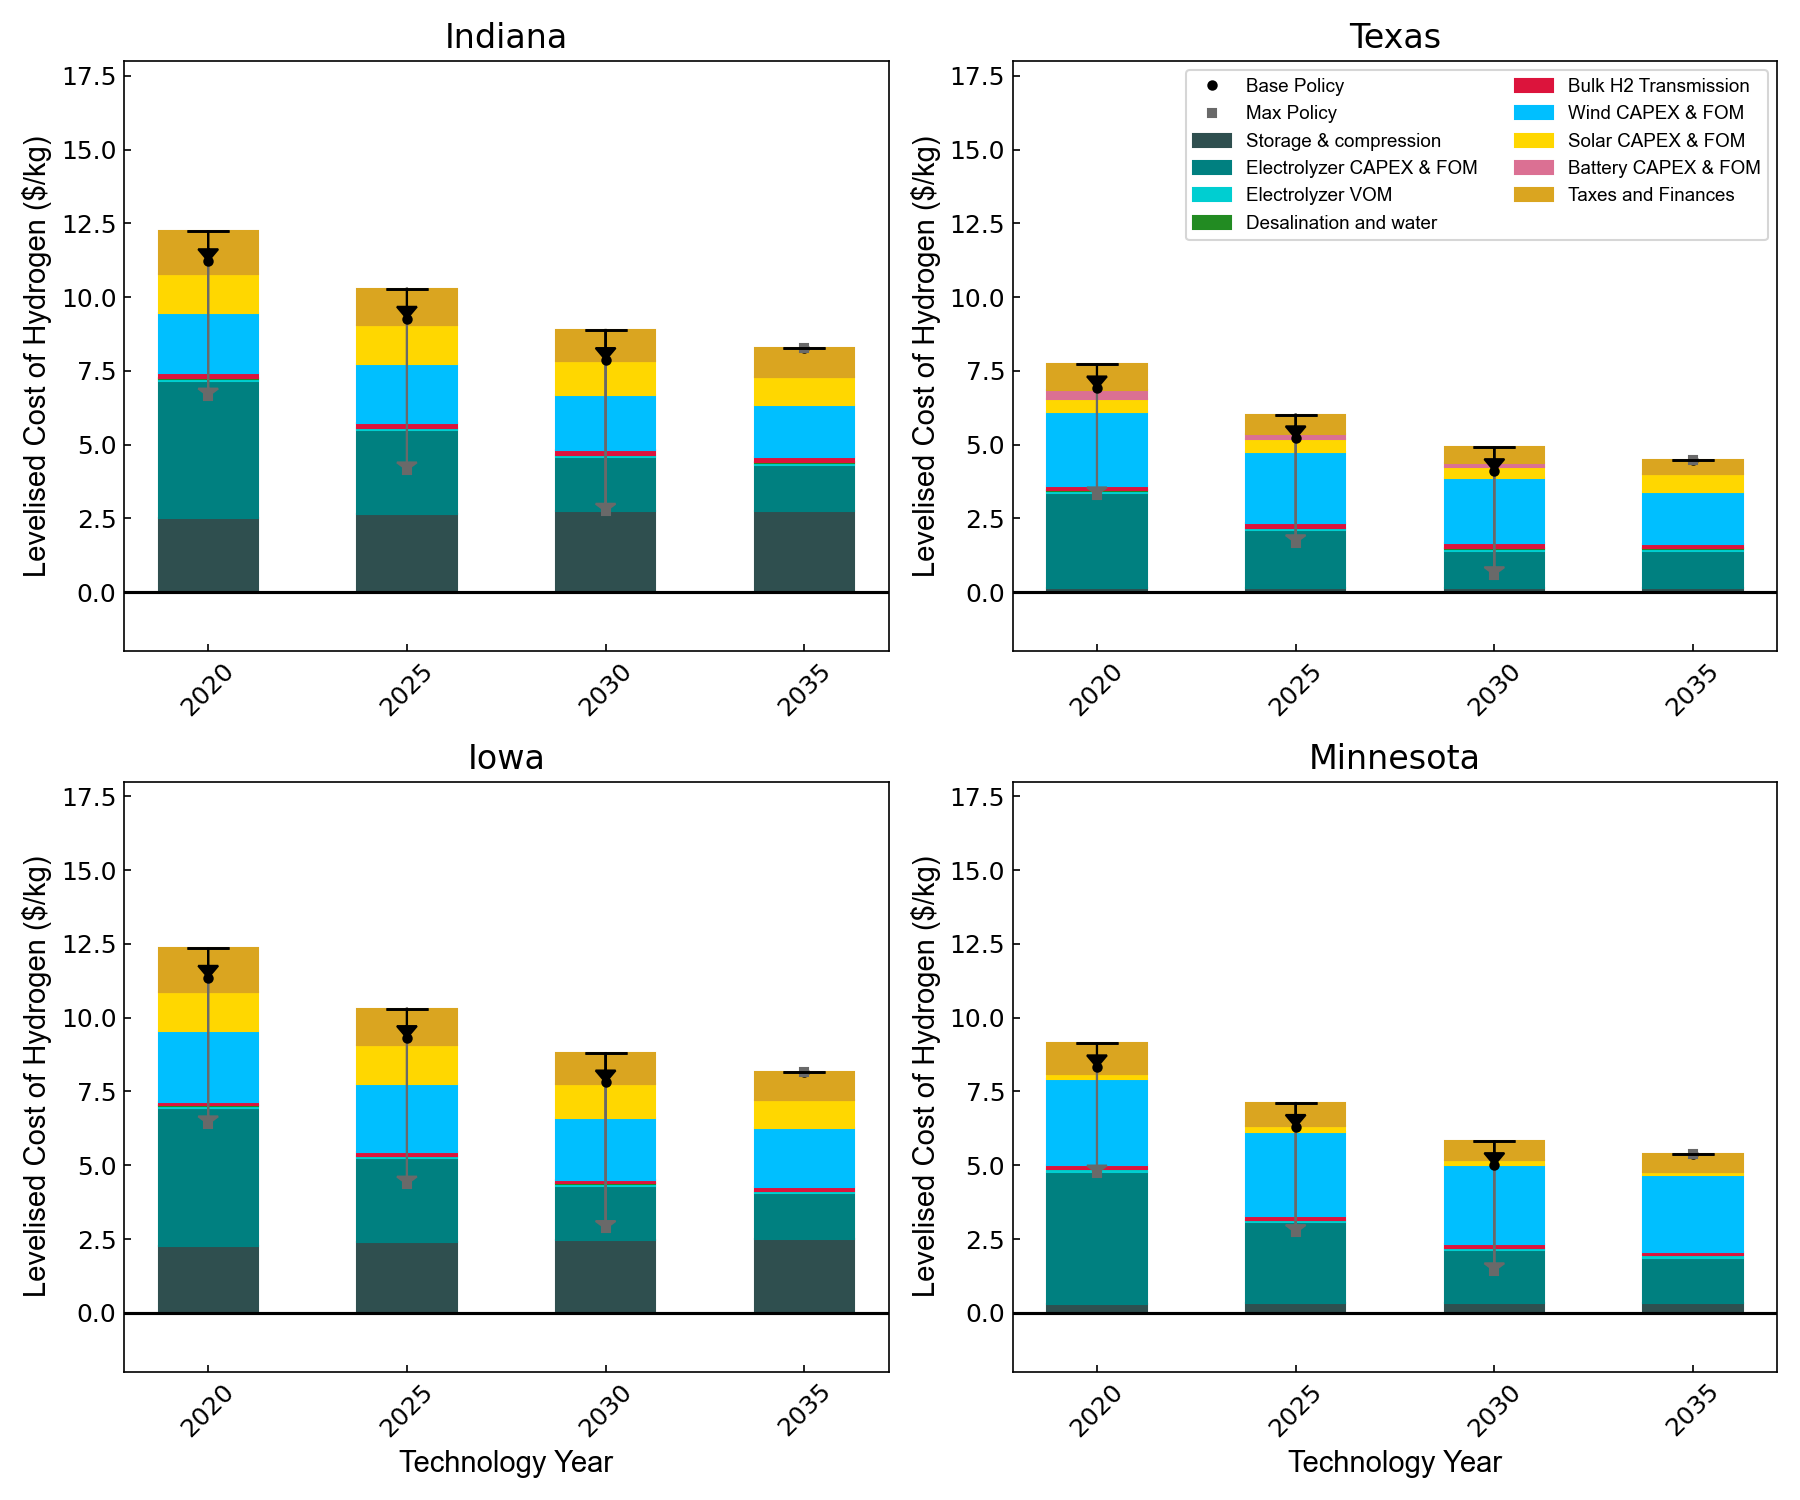 Indiana
Levelised Cost of Hydrogen ($/kg)
17.5
15.0
12.5
10.0
7.5
5.0
2.5
0.0
2020
2025
2030
2035
Texas
Levelised Cost of Hydrogen ($/kg)
17.5
15.0
12.5
10.0
7.5
5.0
2.5
0.0
Base Policy
Max Policy
Storage & compression
Electrolyzer CAPEX & FOM
Electrolyzer VOM
Desalination and water
Bulk H2 Transmission
Wind CAPEX & FOM
Solar CAPEX & FOM
Battery CAPEX & FOM
Taxes and Finances
2020
2025
2030
2035
Iowa
Levelised Cost of Hydrogen ($/kg)
17.5
15.0
12.5
10.0
7.5
5.0
2.5
0.0
2020
2025
2030
2035
Technology Year
Minnesota
Levelised Cost of Hydrogen ($/kg)
17.5
15.0
12.5
10.0
7.5
5.0
2.5
0.0
2020
2025
2030
2035
Technology Year